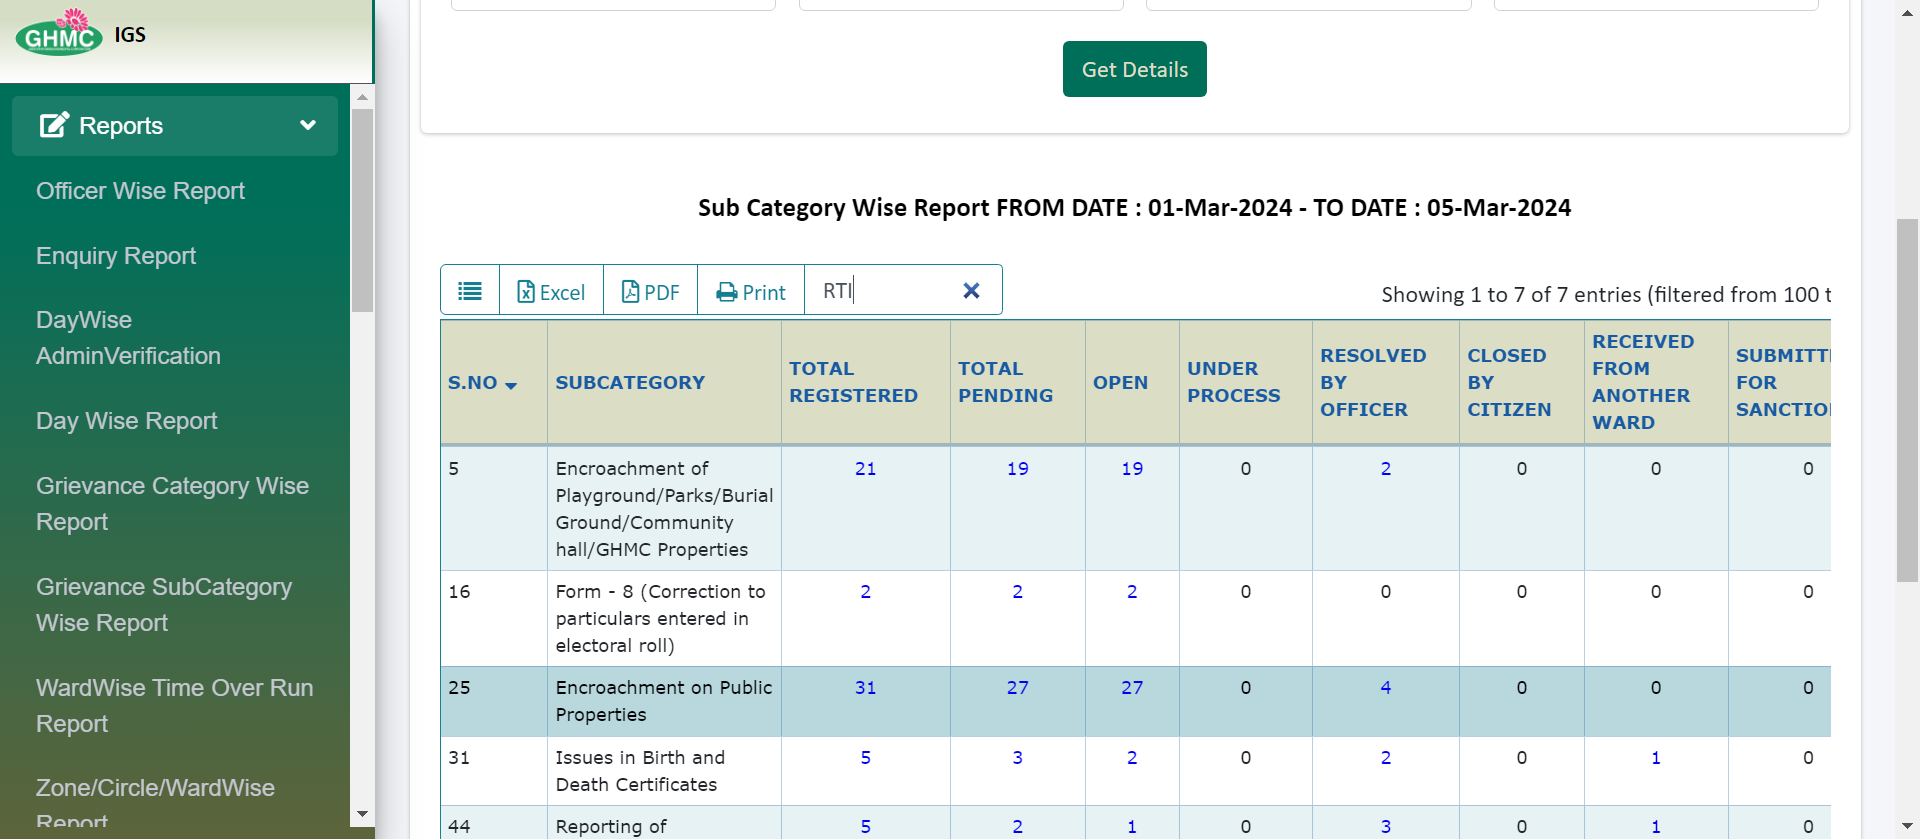 GHMC
IGS
Reports
Officer Wise Report
Enquiry Report
DayWise
AdminVerification
Day Wise Report
Grievance Category Wise
Report
Grievance SubCategory
Wise Report
WardWise Time Over Run
Report
Zone/Circle/WardWise
Report
Get Details
Sub Category Wise Report FROM DATE : 01-Mar-2024 - TO DATE : 05-Mar-2024
Excel PDF Print RTI
Showing 1 to 7 of 7 entries (filtered from 100 t
S.NO SUBCATEGORY TOTAL REGISTERED TOTAL PENDING OPEN UNDER PROCESS RESOLVED BY OFFICER CLOSED BY CITIZEN RECEIVED FROM ANOTHER WARD SUBMITT FOR SANCTIO
5 Encroachment of 21 19 19 0 2 0 0 0
Playground/Parks/Burial
Ground/Community
hall/GHMC Properties
16 Form - 8 (Correction to 2 2 2 0 0 0 0 0
particulars entered in
electoral roll)
25 Encroachment on Public 31 27 27 0 4 0 0 0
Properties
31 Issues in Birth and 5 3 2 0 2 0 1 0
Death Certificates
44 Reporting of 5 2 1 0 3 0 1 0